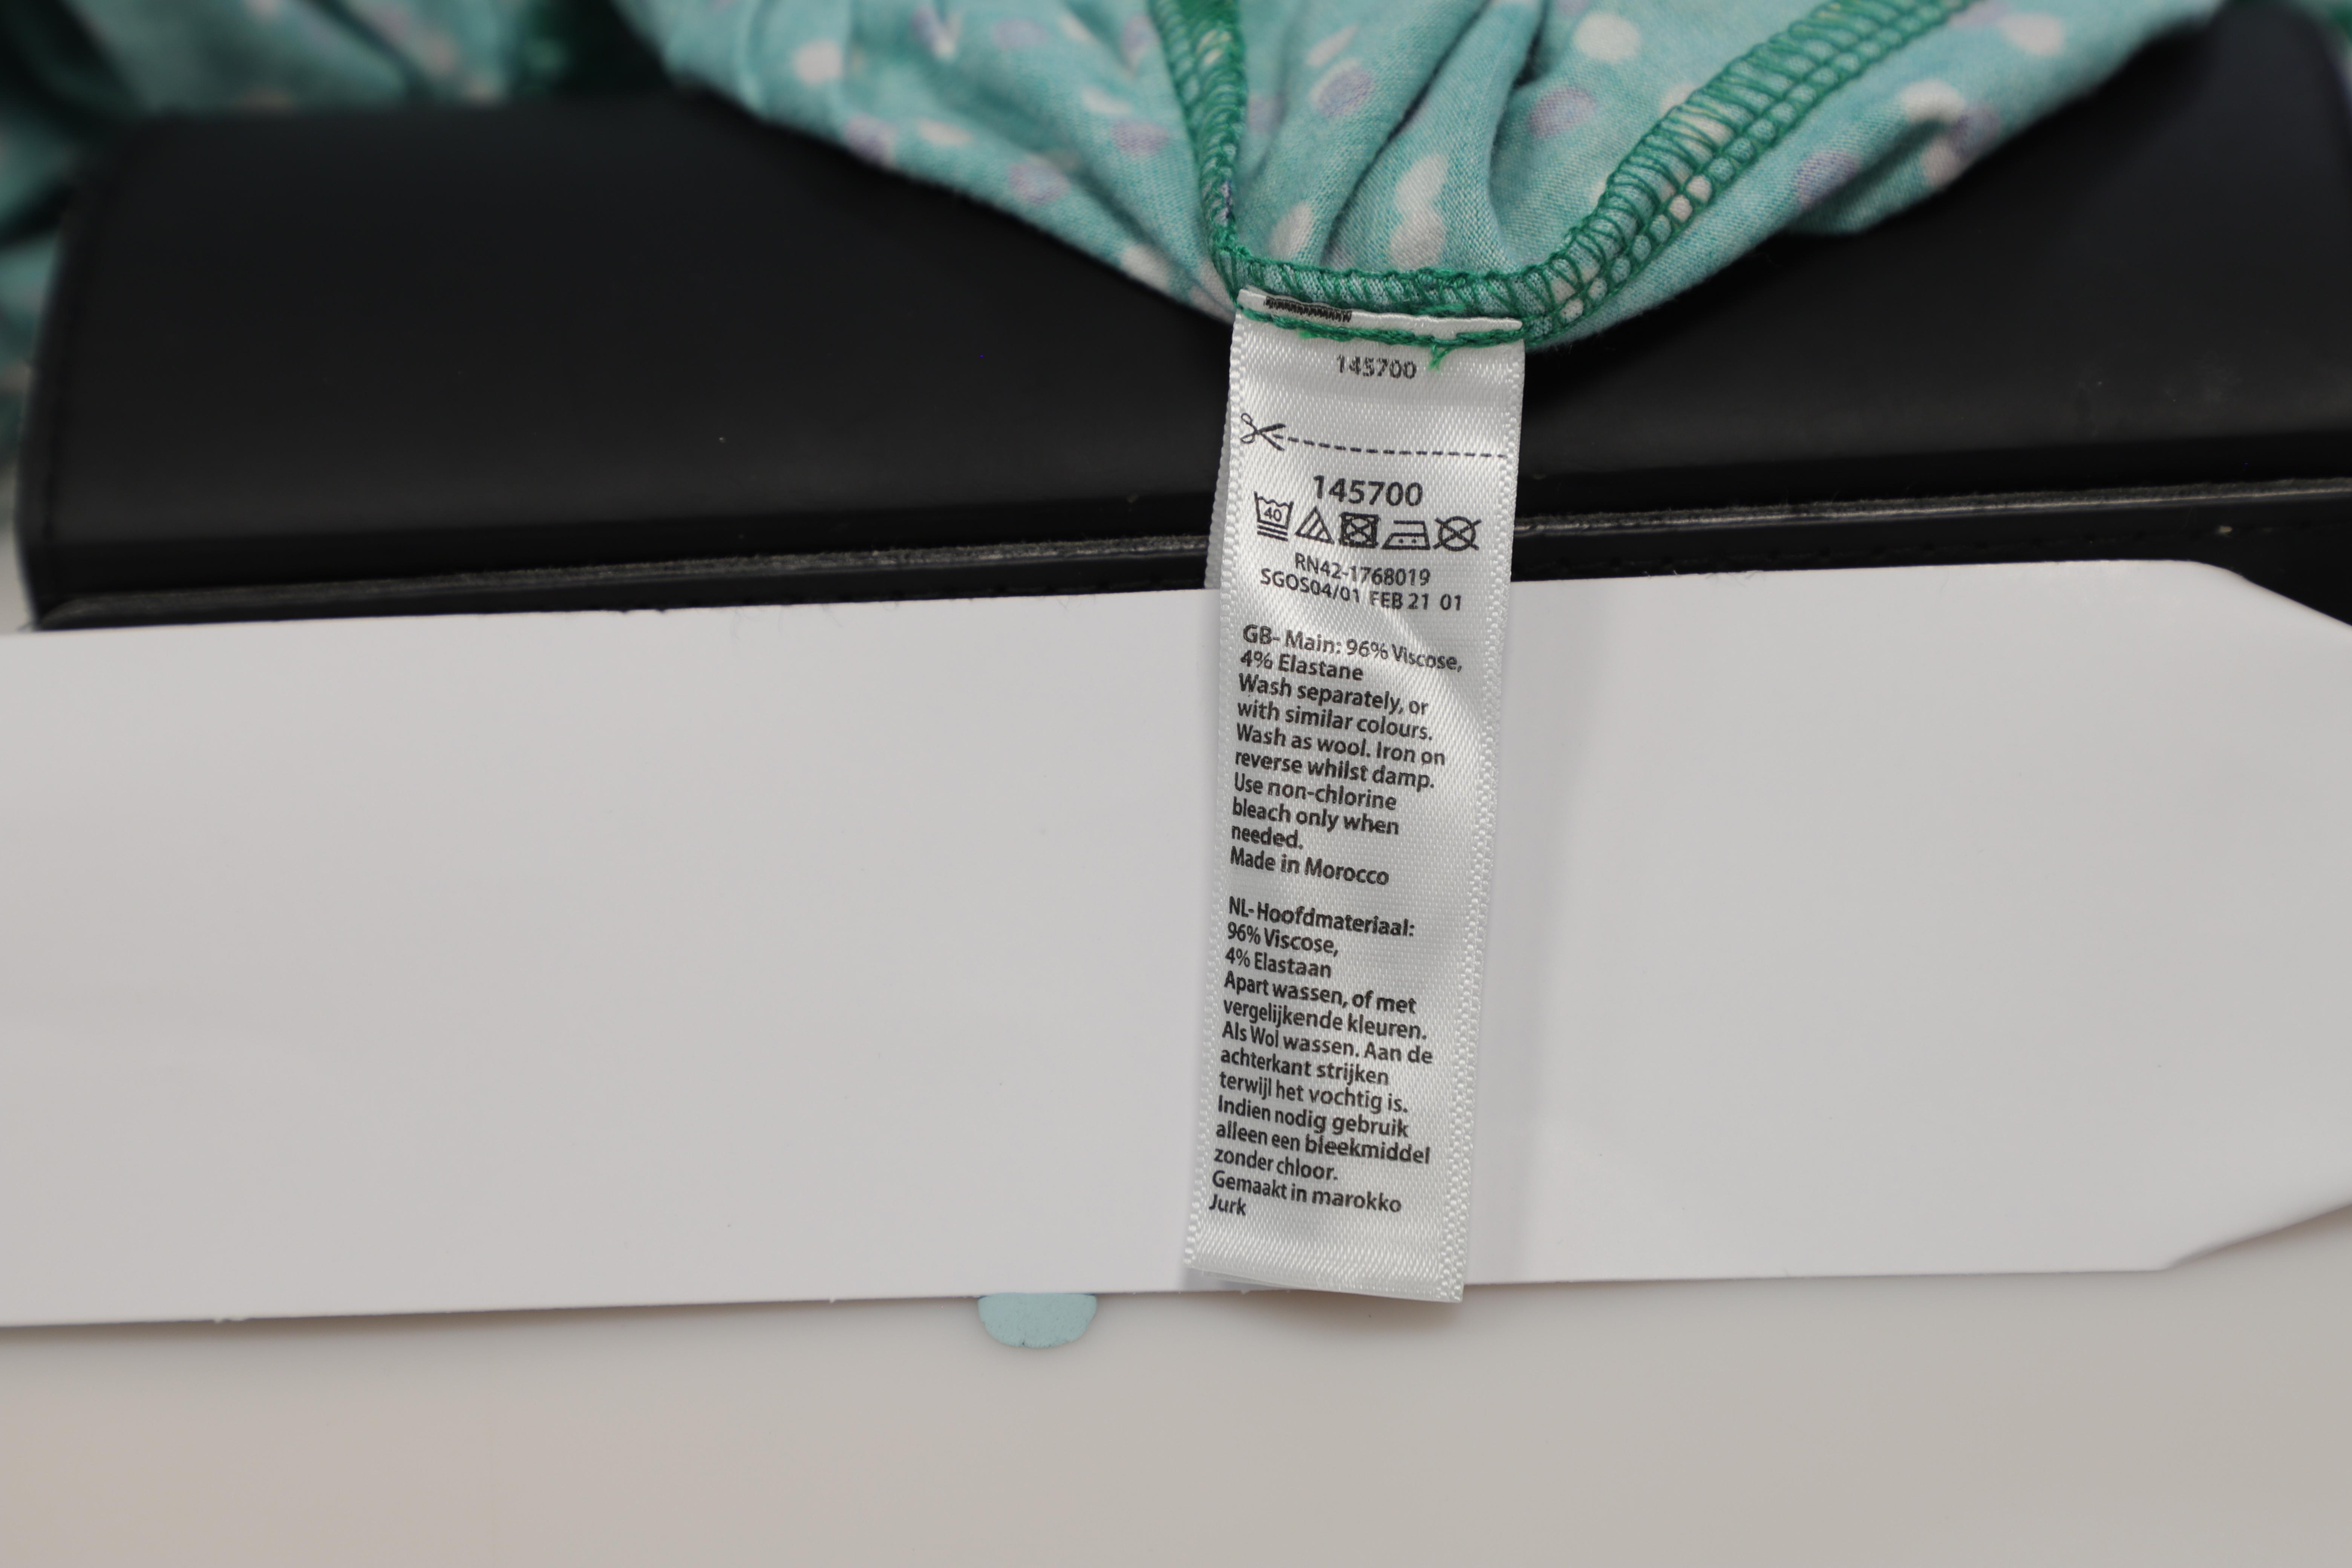 145700
145700
40
RN42-1768019
SGOS04/01 FEB 21 01
GB- Main: 96% Viscose,
4% Elastane
Wash separately, or
with similar colours.
Wash as wool. Iron on
reverse whilst damp.
Use non-chlorine
bleach only when
needed.
Made in Morocco
NL- Hoofdmateriaal:
96% Viscose,
4% Elastaan
Apart wassen, of met
vergelijkende kleuren.
Als Wol wassen. Aan de
achterkant strijken
terwijl het vochtig is.
Indien nodig gebruik
alleen een bleekmiddel
zonder chloor.
Gemaakt in marokko
Jurk